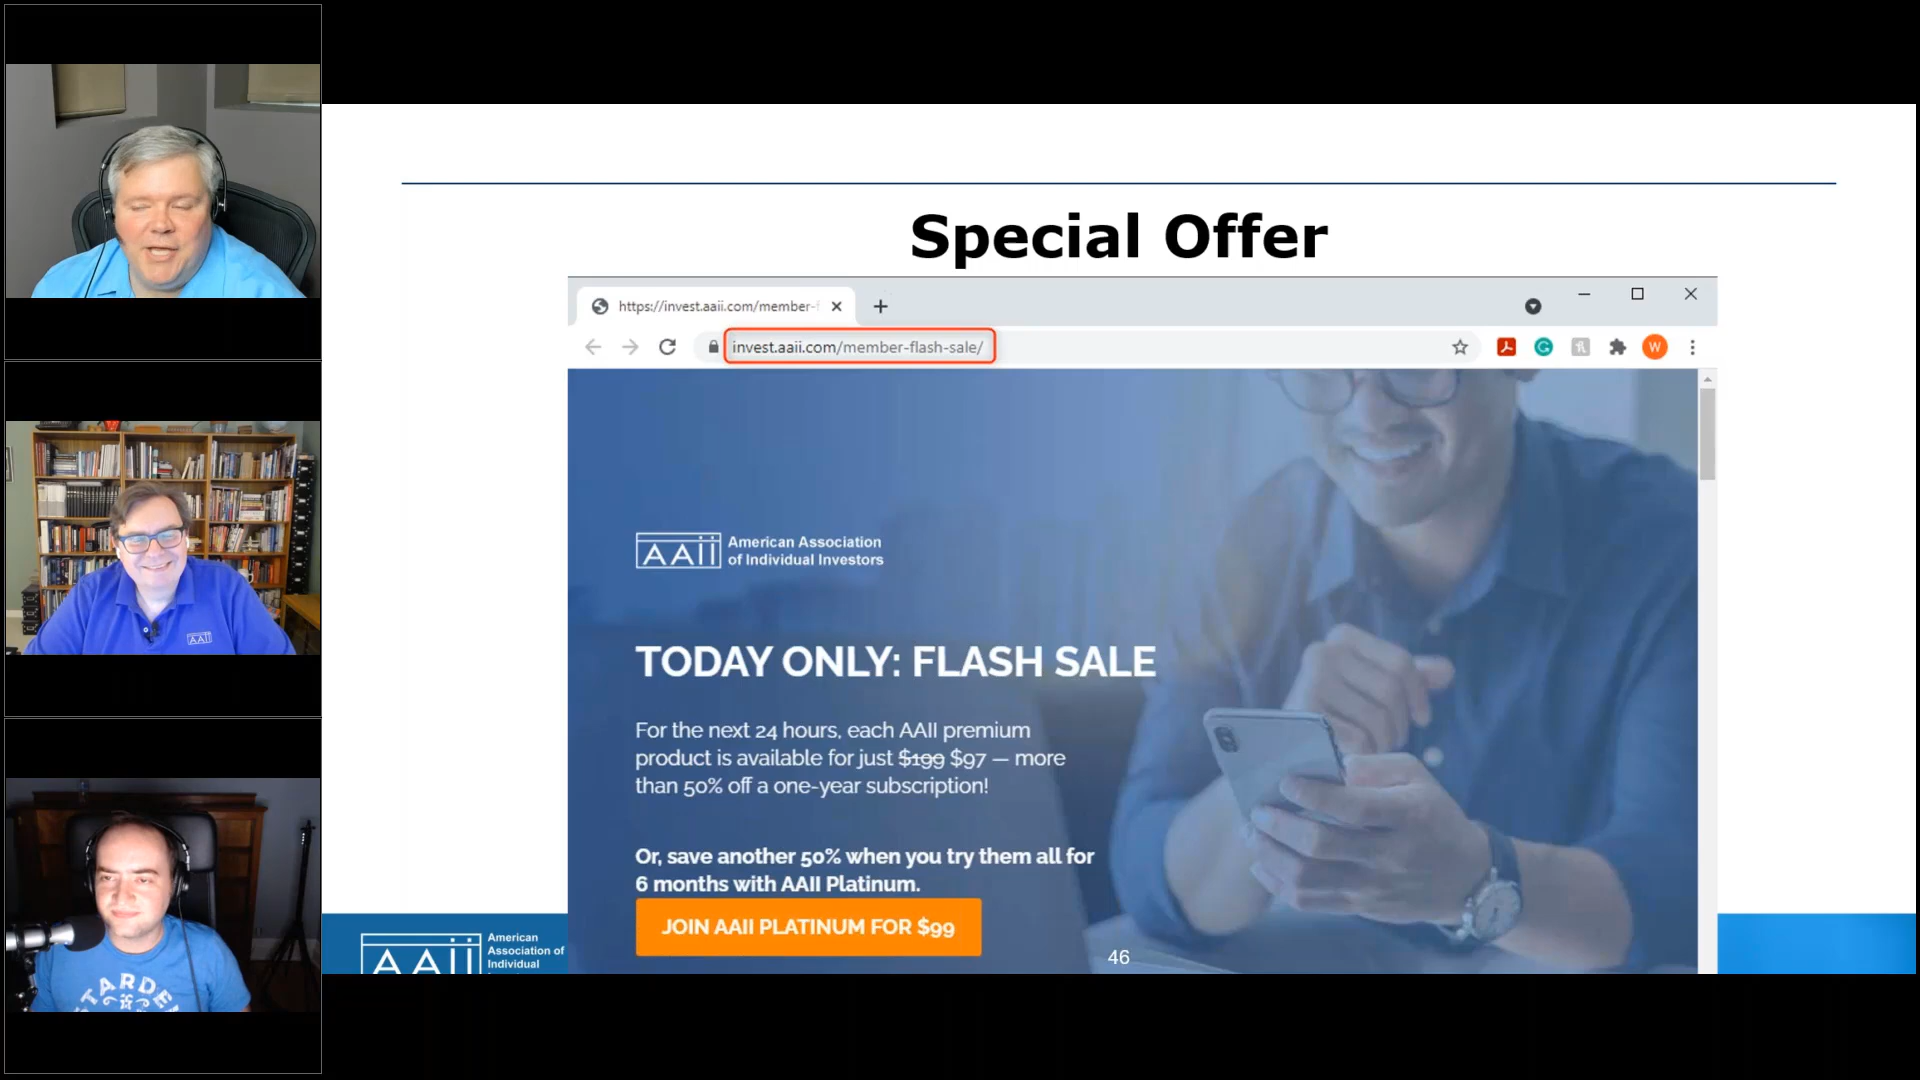 Special Offer
https://invest.aaii.com/member-f
invest.aaii.com/member-flash-sale/
W
AAII American Association
of Individual Investors
TODAY ONLY: FLASH SALE
For the next 24 hours, each AAII premium
product is available for just $199 $97 — more
than 50% off a one-year subscription!
Or, save another 50% when you try them all for
6 months with AAII Platinum.
JOIN AAII PLATINUM FOR $99
46
AAII
American
Association of
Individual
AAII